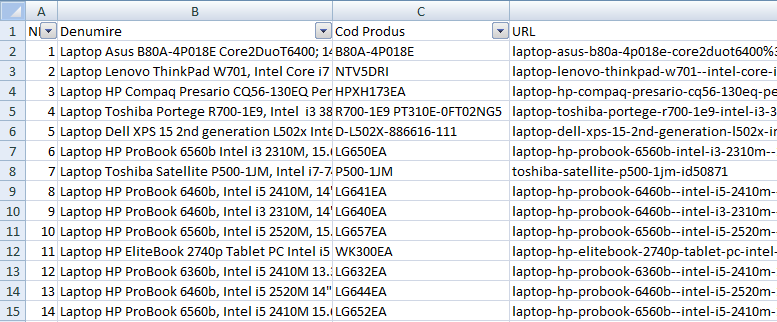 A B C
1 Denumire Cod Produs URL
2 1 Laptop Asus B80A-4P018E Core2DuoT6400; 14 B80A-4P018E laptop-asus-b80a-4p018e-core2duot6400%3
3 2 Laptop Lenovo ThinkPad W701, Intel Core i7 NTV5DRI laptop-lenovo-thinkpad-w701--intel-core-i
4 3 Laptop HP Compaq Presario CQ56-130EQ Per HPXH173EA laptop-hp-compaq-presario-cq56-130eq-pe
5 4 Laptop Toshiba Portege R700-1E9, Intel i3 38 R700-1E9 PT310E-0FT02NG5 laptop-toshiba-portege-r700-1e9-intel-i3-3
6 5 Laptop Dell XPS 15 2nd generation L502x Inte D-L502X-886616-111 laptop-dell-xps-15-2nd-generation-l502x-in
7 6 Laptop HP ProBook 6560b Intel i3 2310M, 15.6 LG650EA laptop-hp-probook-6560b-intel-i3-2310m--
8 7 Laptop Toshiba Satellite P500-1JM, Intel i7-74 P500-1JM toshiba-satellite-p500-1jm-id50871
9 8 Laptop HP ProBook 6460b, Intel i5 2410M, 14" LG641EA laptop-hp-probook-6460b--intel-i5-2410m-
10 9 Laptop HP ProBook 6460b, Intel i3 2310M, 14" LG640EA laptop-hp-probook-6460b--intel-i3-2310m-
11 10 Laptop HP ProBook 6560b, Intel i5 2520M, 15. LG657EA laptop-hp-probook-6560b--intel-i5-2520m-
12 11 Laptop HP EliteBook 2740p Tablet PC Intel i5 WK300EA laptop-hp-elitebook-2740p-tablet-pc-intel-
13 12 Laptop HP ProBook 6360b, Intel i5 2410M 13.3 LG632EA laptop-hp-probook-6360b--intel-i5-2410m-
14 13 Laptop HP ProBook 6460b, Intel i5 2520M 14" LG644EA laptop-hp-probook-6460b--intel-i5-2520m-
15 14 Laptop HP ProBook 6560b, Intel i5 2410M 15.6 LG652EA laptop-hp-probook-6560b--intel-i5-2410m-